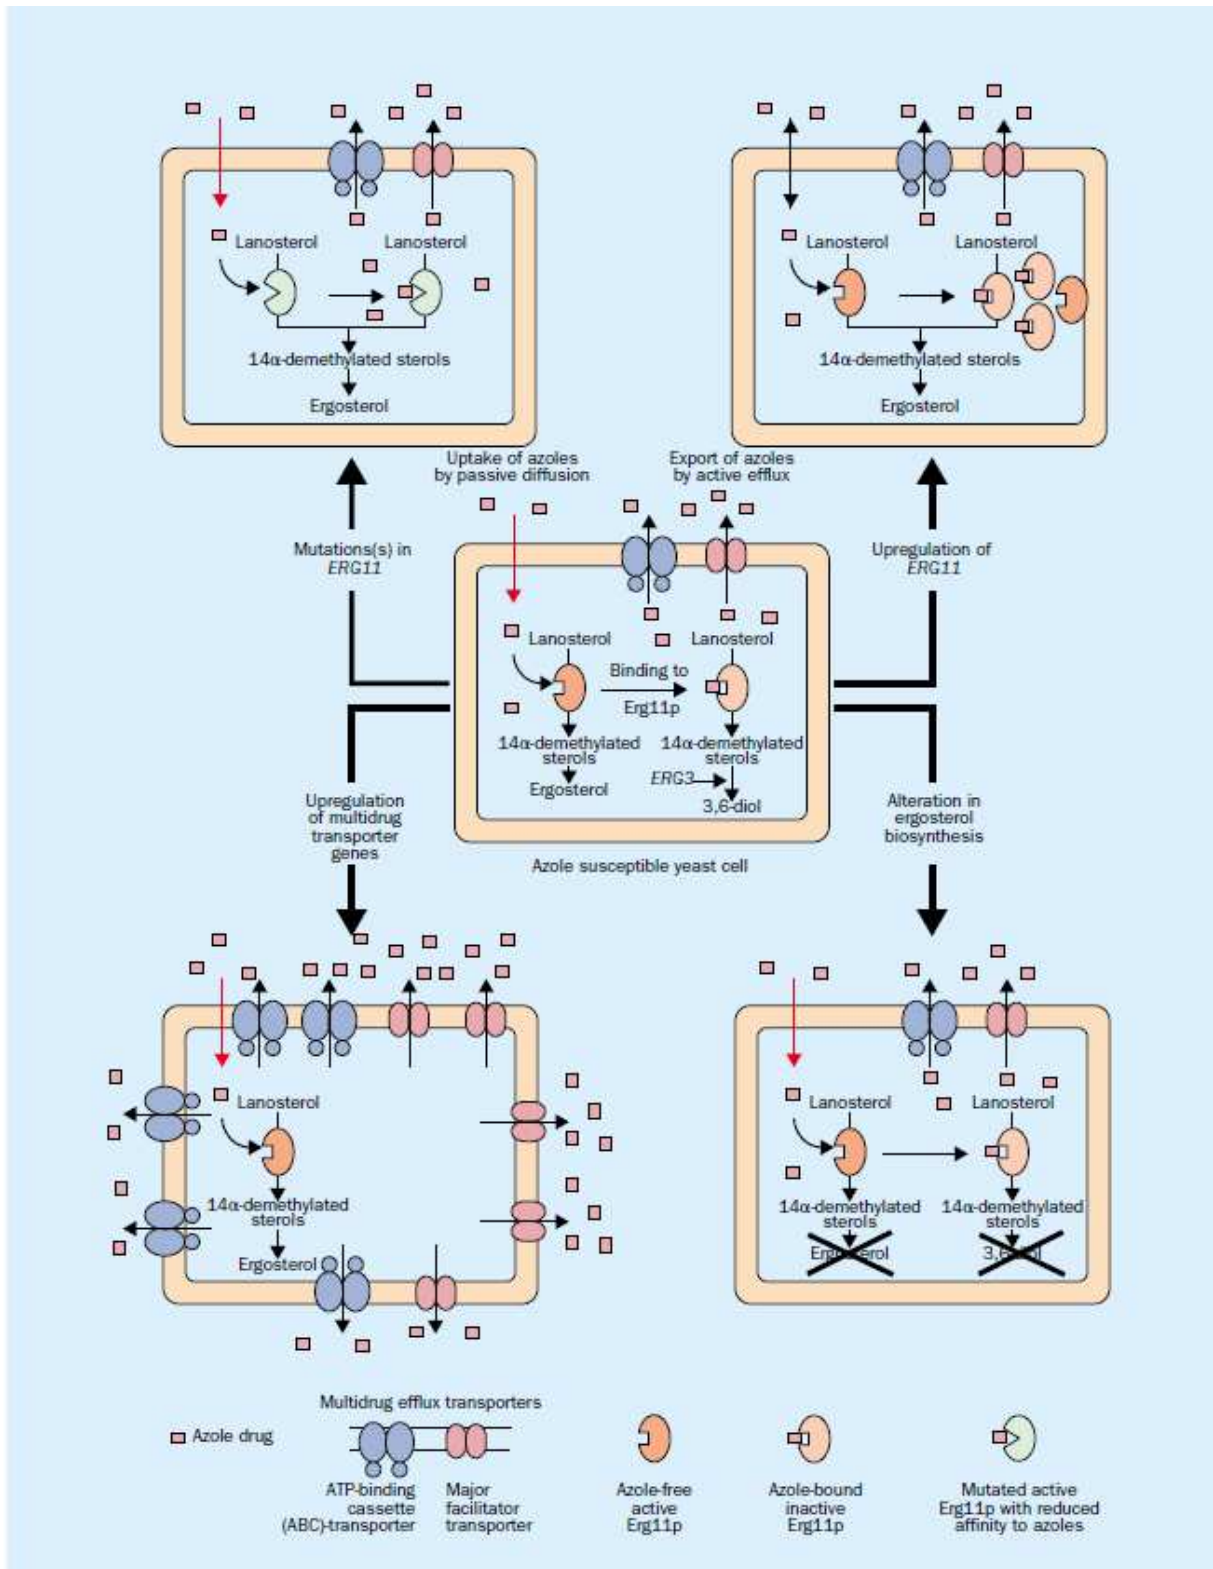 Lanosterol
Lanosterol
14α-demethylated sterols
Ergosterol
Lanosterol
Lanosterol
14α-demethylated sterols
Ergosterol
Uptake of azoles
by passive diffusion
Export of azoles
by active efflux
Mutations(s) in
ERG11
Upregulation of
ERG11
Lanosterol
Lanosterol
Binding to
Erg11p
14α-demethylated
sterols
Ergosterol
14α-demethylated
sterols
ERG3
3,6-diol
Azole susceptible yeast cell
Upregulation
of multidrug
transporter
genes
Alteration in
ergosterol
biosynthesis
Lanosterol
14α-demethylated
sterols
Ergosterol
Lanosterol
Lanosterol
14α-demethylated
sterols
Ergosterol
14α-demethylated
sterols
3,6-diol
Multidrug efflux transporters
Azole drug
ATP-binding
cassette
(ABC)-transporter
Major
facilitator
transporter
Azole-free
active
Erg11p
Azole-bound
inactive
Erg11p
Mutated active
Erg11p with reduced
affinity to azoles